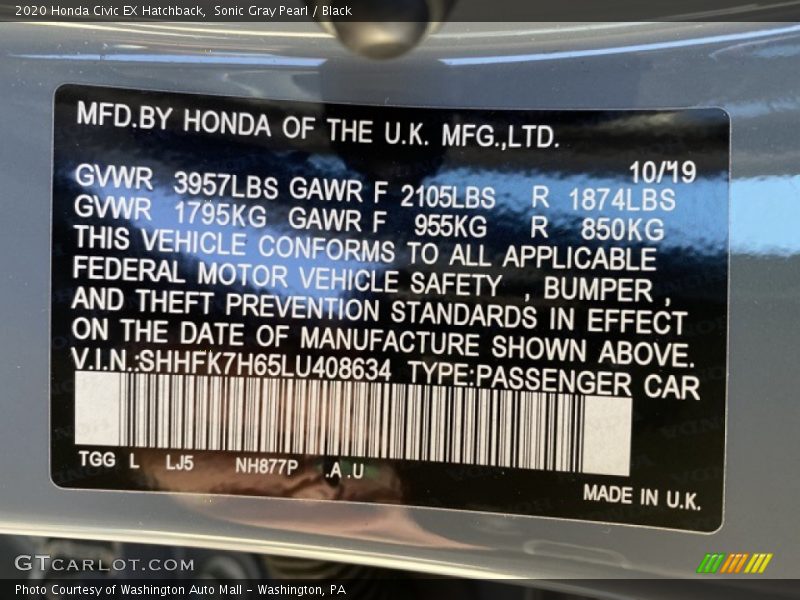 2020 Honda Civic EX Hatchback,  Sonic Gray Pearl / Black
MFD.BY HONDA OF THE U.K. MFG.,LTD.
10/'19
GVWR 3957LBS GAWR F 2105LBS R 1874LBS
GVWR 1795KG GAWR F 955KG R 850KG
THIS VEHICLE CONFORMS TO ALL APPLICABLE
FEDERAL MOTOR VEHICLE SAFETY , BUMPER ,
AND THEFT PREVENTION STANDARDS IN EFFECT
ON THE DATE OF MANUFACTURE SHOWN ABOVE.
V.I.N.:SHHFK7H65LU408634 TYPE:PASSENGER CAR
TGG L LJ5 NH877P .A .U
MADE IN U.K.
GTCARLOT.COM
Photo Courtesy of Washington Auto Mall - Washington, PA